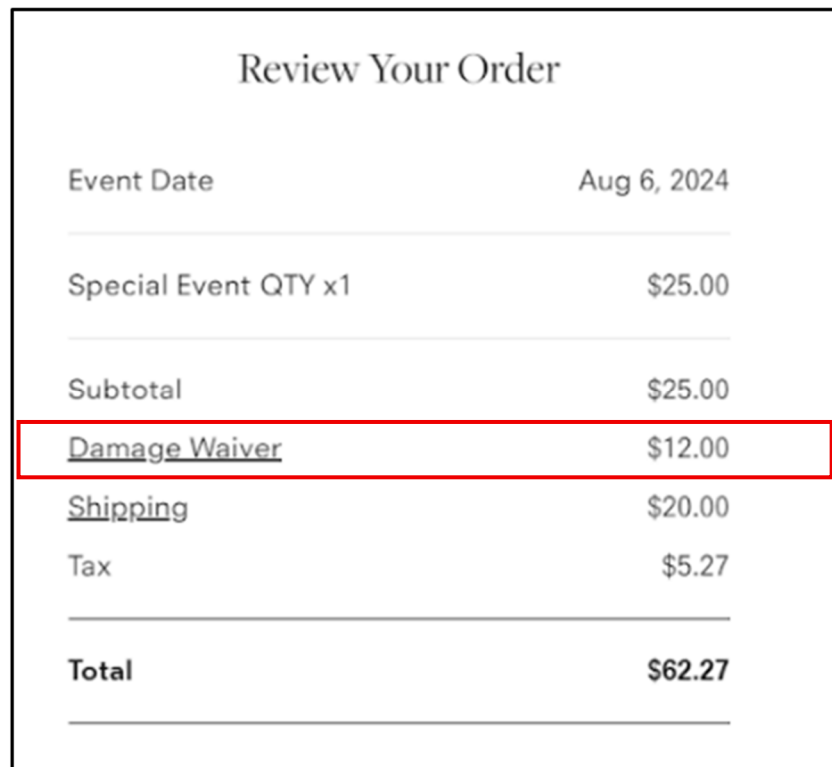 Review Your Order
Event Date Aug 6, 2024
Special Event QTY x1 $25.00
Subtotal $25.00
Damage Waiver $12.00
Shipping $20.00
Tax $5.27
Total $62.27